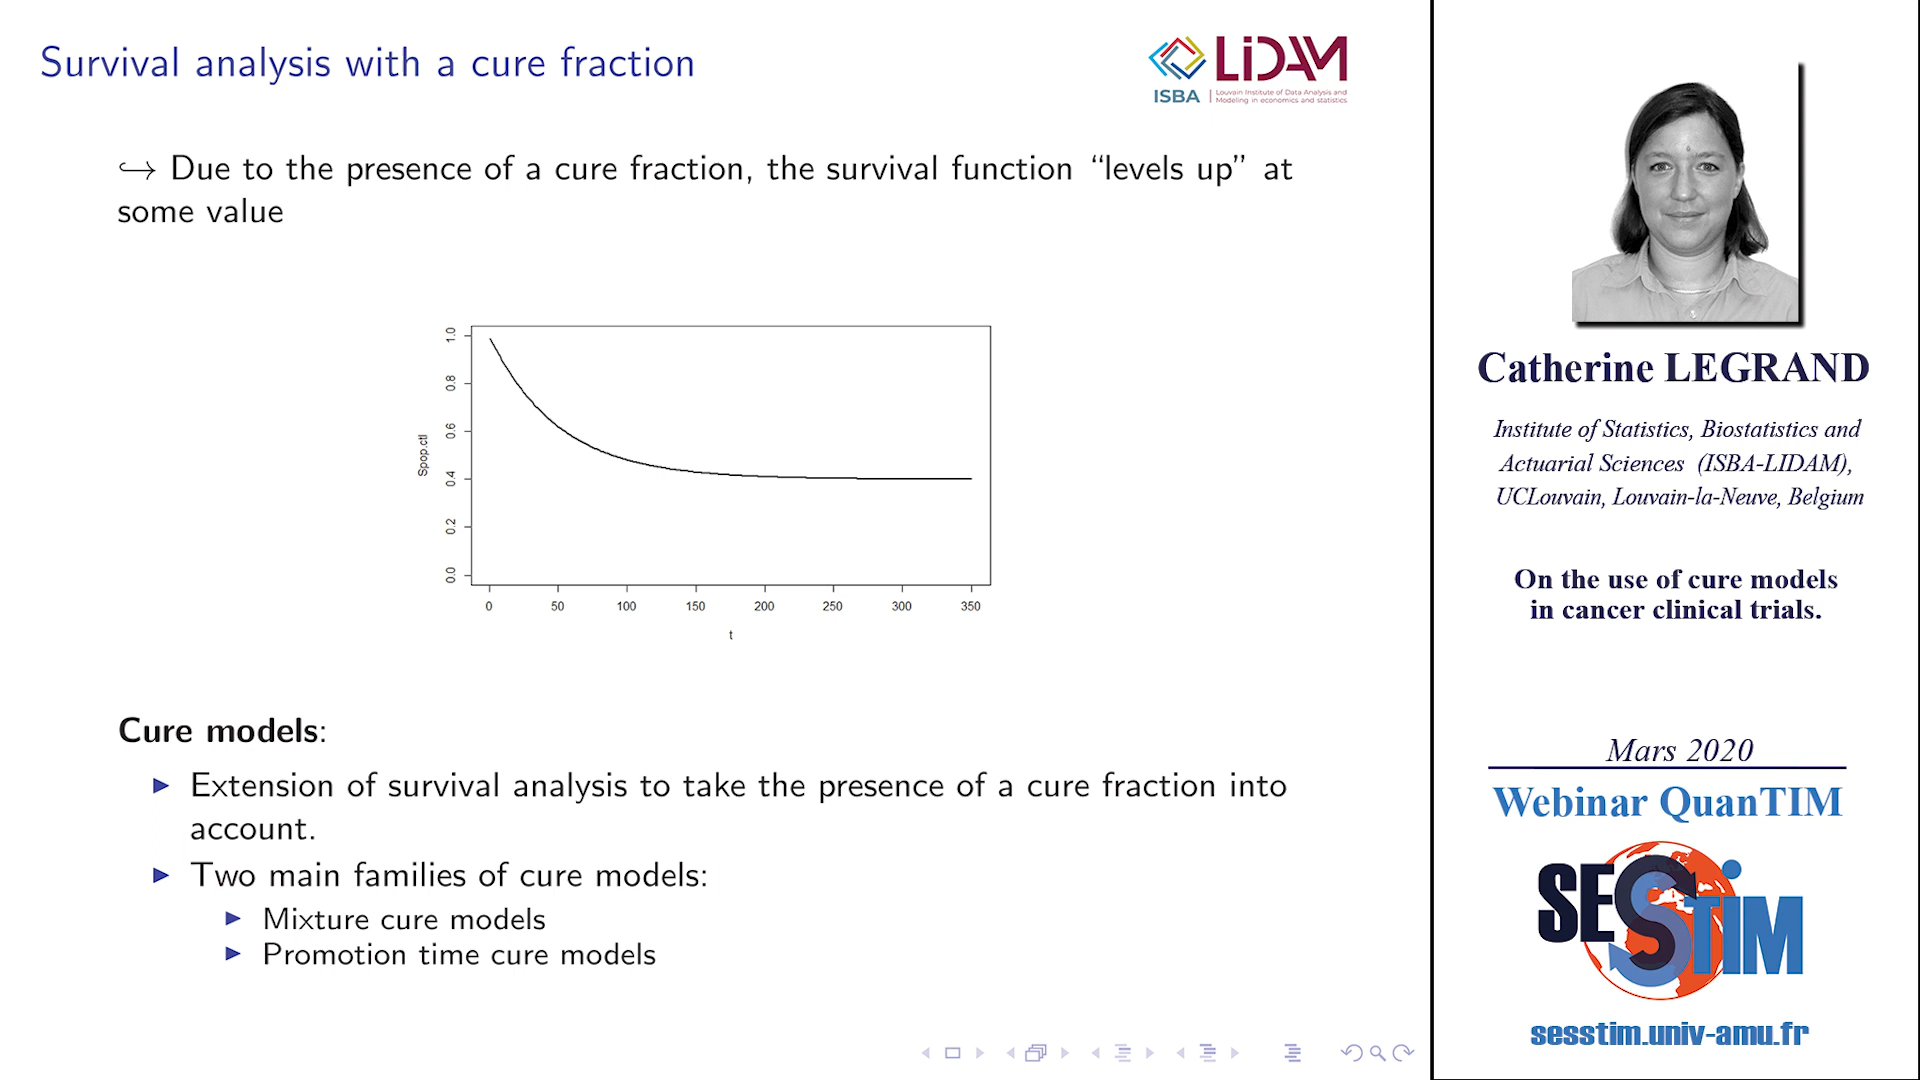 Survival analysis with a cure fraction
LiDAM
ISBA
Louvain Institute of Data Analysis and
Modeling in economics and statistics
↪ Due to the presence of a cure fraction, the survival function “levels up” at
some value
Spop.ctl
1.0
0.8
0.6
0.4
0.2
0.0
0 50 100 150 200 250 300 350
t
Cure models:
Extension of survival analysis to take the presence of a cure fraction into
account.
Two main families of cure models:
Mixture cure models
Promotion time cure models
Catherine LEGRAND
Institute of Statistics, Biostatistics and
Actuarial Sciences (ISBA-LIDAM),
UCLouvain, Louvain-la-Neuve, Belgium
On the use of cure models
in cancer clinical trials.
Mars 2020
Webinar QuanTIM
SESSTIM
sesstim.univ-amu.fr